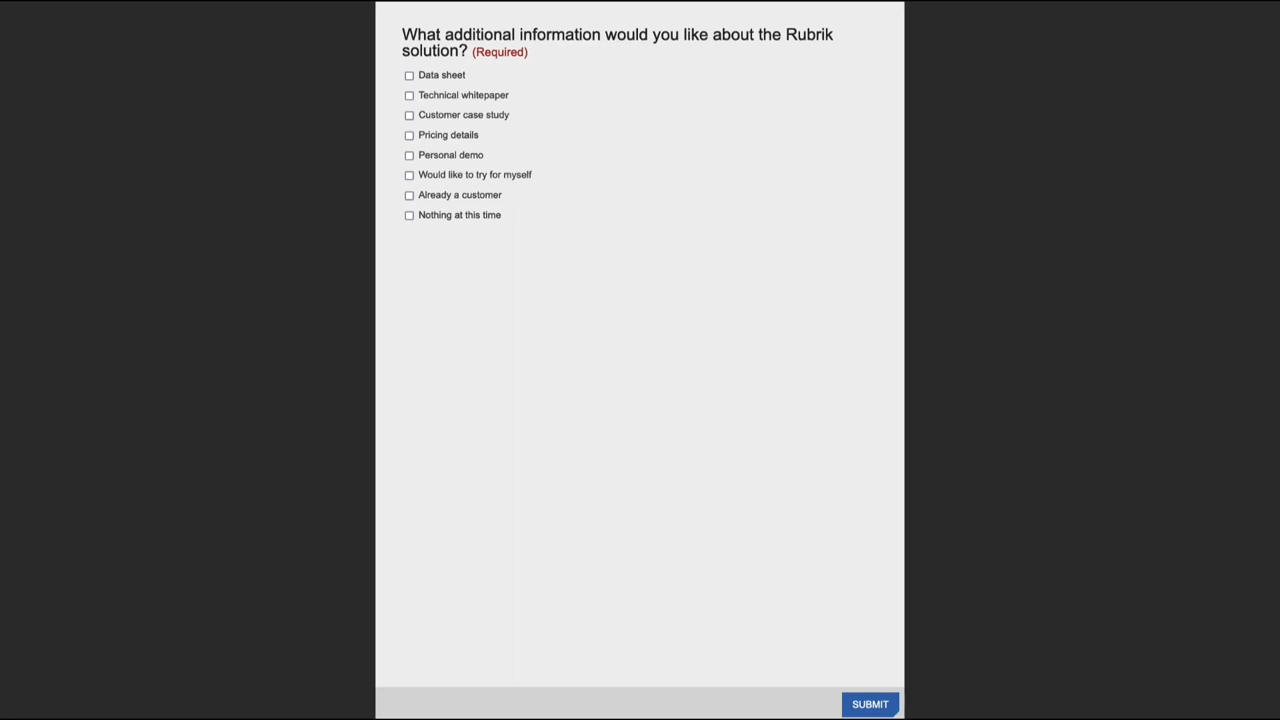 What additional information would you like about the Rubrik
solution? (Required)
Data sheet
Technical whitepaper
Customer case study
Pricing details
Personal demo
Would like to try for myself
Already a customer
Nothing at this time
SUBMIT